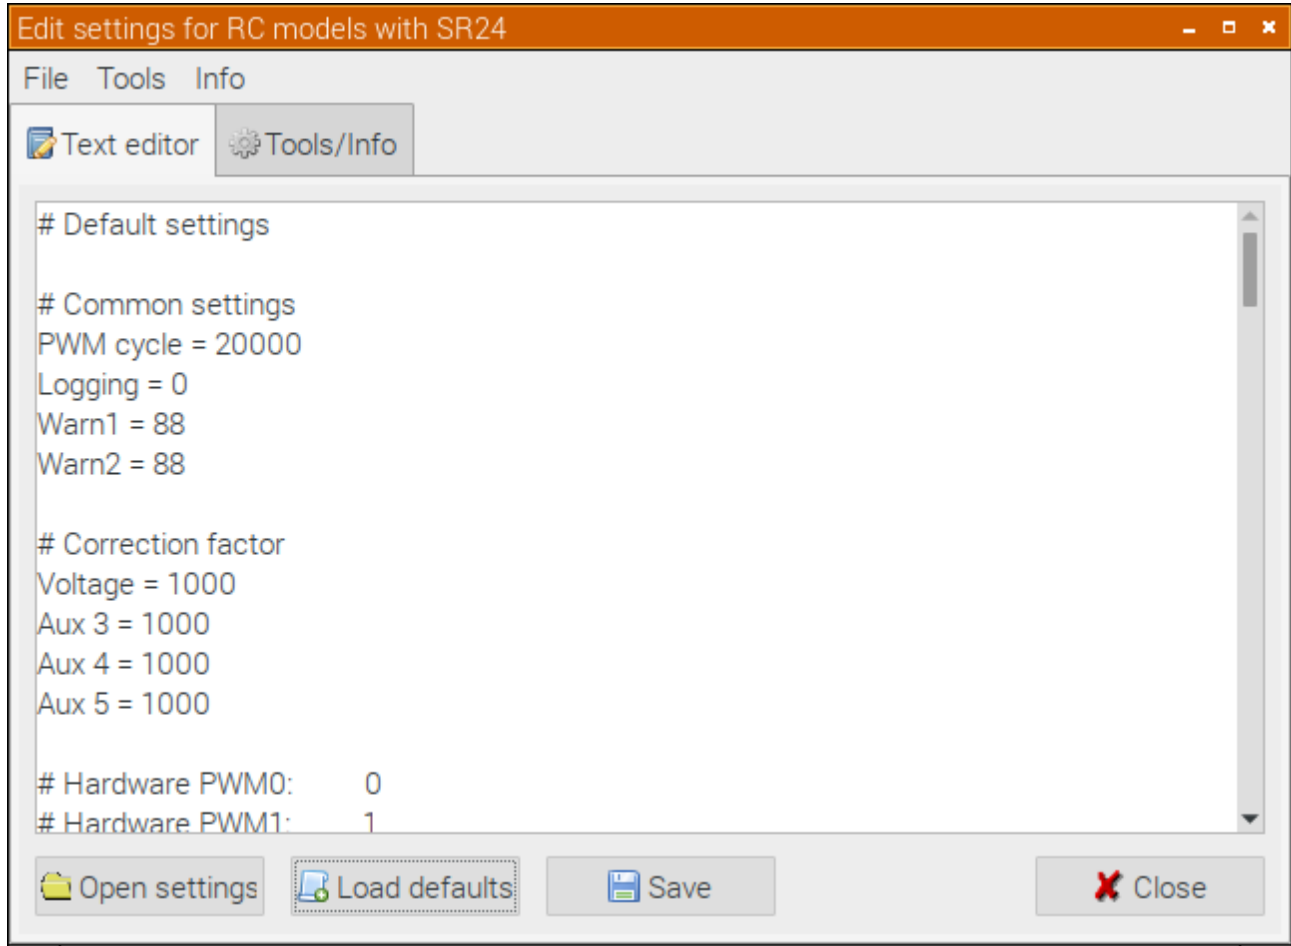 Edit settings for RC models with SR24
File Tools Info
Text editor Tools/Info
# Default settings
# Common settings
PWM cycle = 20000
Logging = 0
Warn1 = 88
Warn2 = 88
# Correction factor
Voltage = 1000
Aux 3 = 1000
Aux 4 = 1000
Aux 5 = 1000
# Hardware PWM0: 0
# Hardware PWM1: 1
Open settings Load defaults Save Close